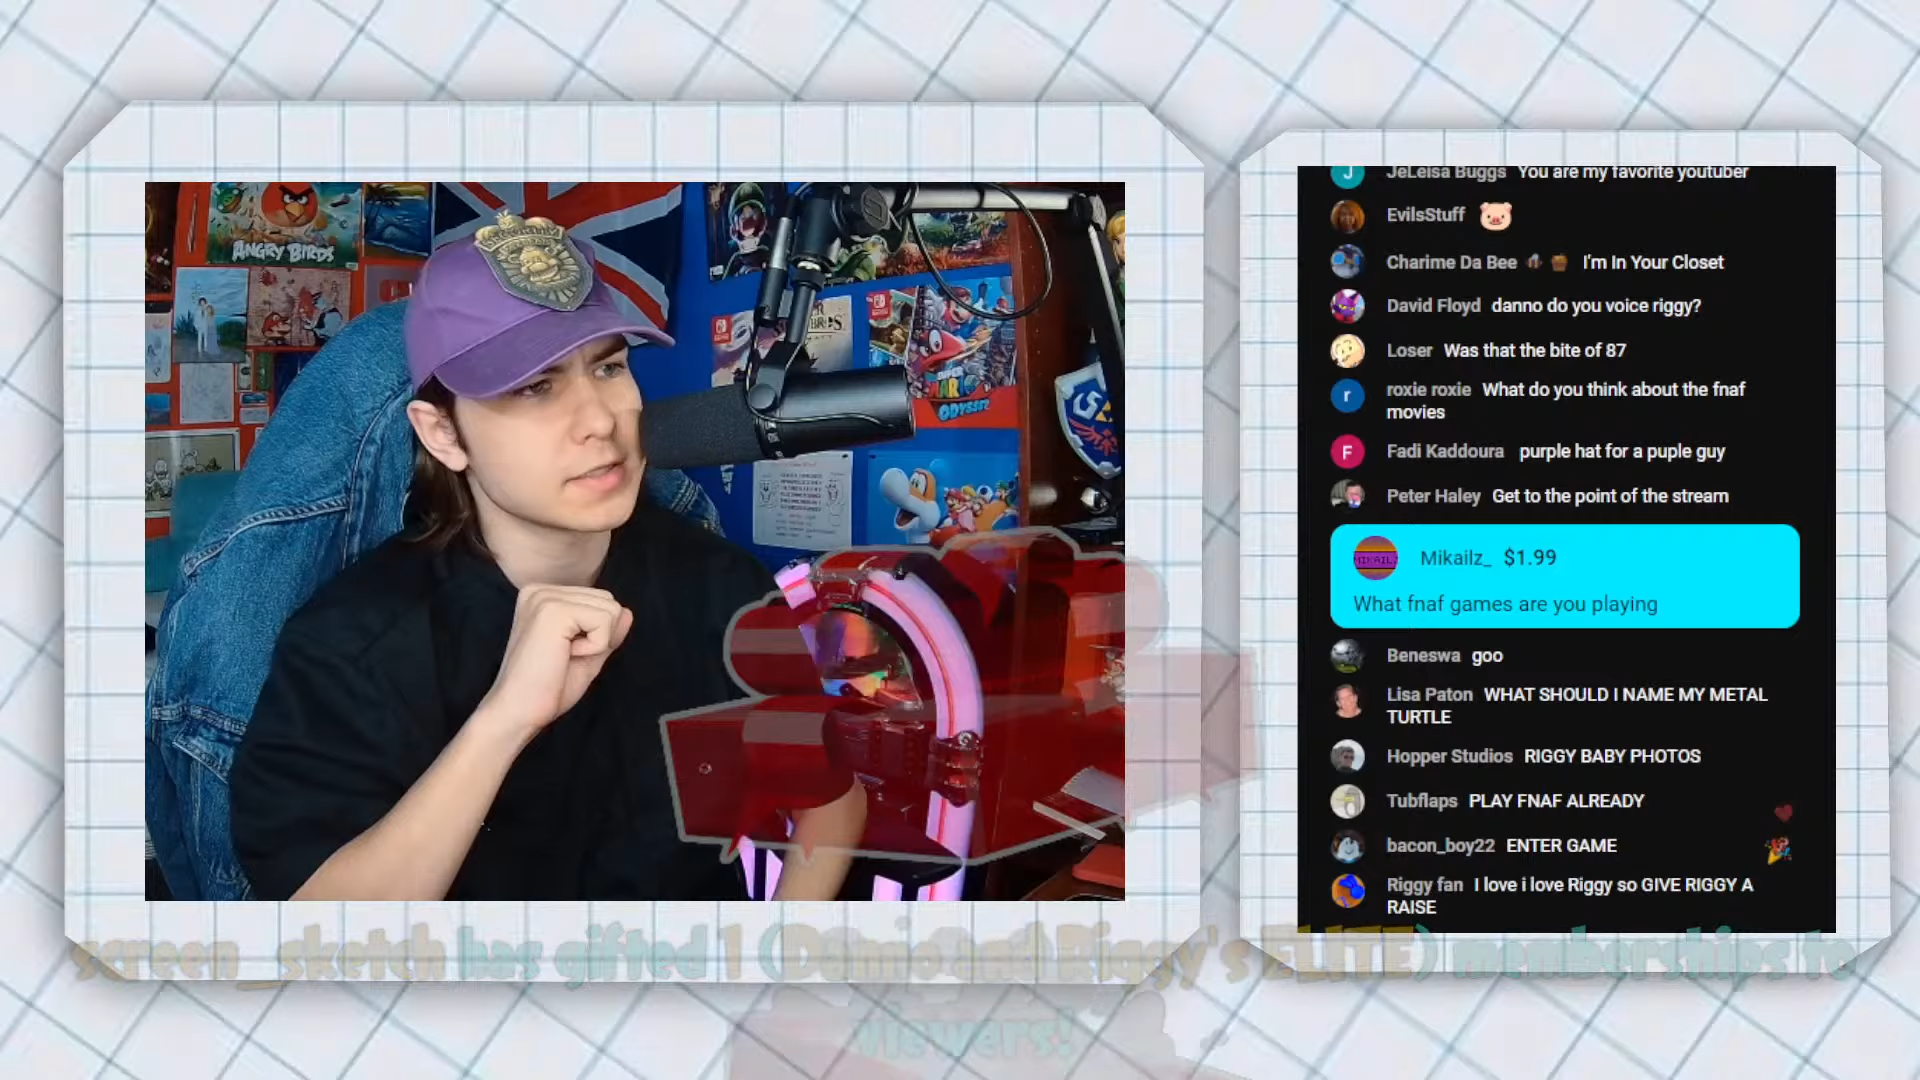 ANGRY BIRDS
BROS.
SUPER
MARIO
ODYSSEY
JeLeisa Buggs You are my favorite youtuber
EvilsStuff
Charime Da Bee I'm In Your Closet
David Floyd danno do you voice riggy?
Loser Was that the bite of 87
roxie roxie What do you think about the fnaf
movies
Fadi Kaddoura purple hat for a puple guy
Peter Haley Get to the point of the stream
Mikailz_ $1.99
What fnaf games are you playing
Beneswa goo
Lisa Paton WHAT SHOULD I NAME MY METAL
TURTLE
Hopper Studios RIGGY BABY PHOTOS
Tubflaps PLAY FNAF ALREADY
bacon_boy22 ENTER GAME
Riggy fan I love i love Riggy so GIVE RIGGY A
RAISE
screen_sketch has gifted 1 (Danno and Riggy's ELITE) memberships to
viewers!